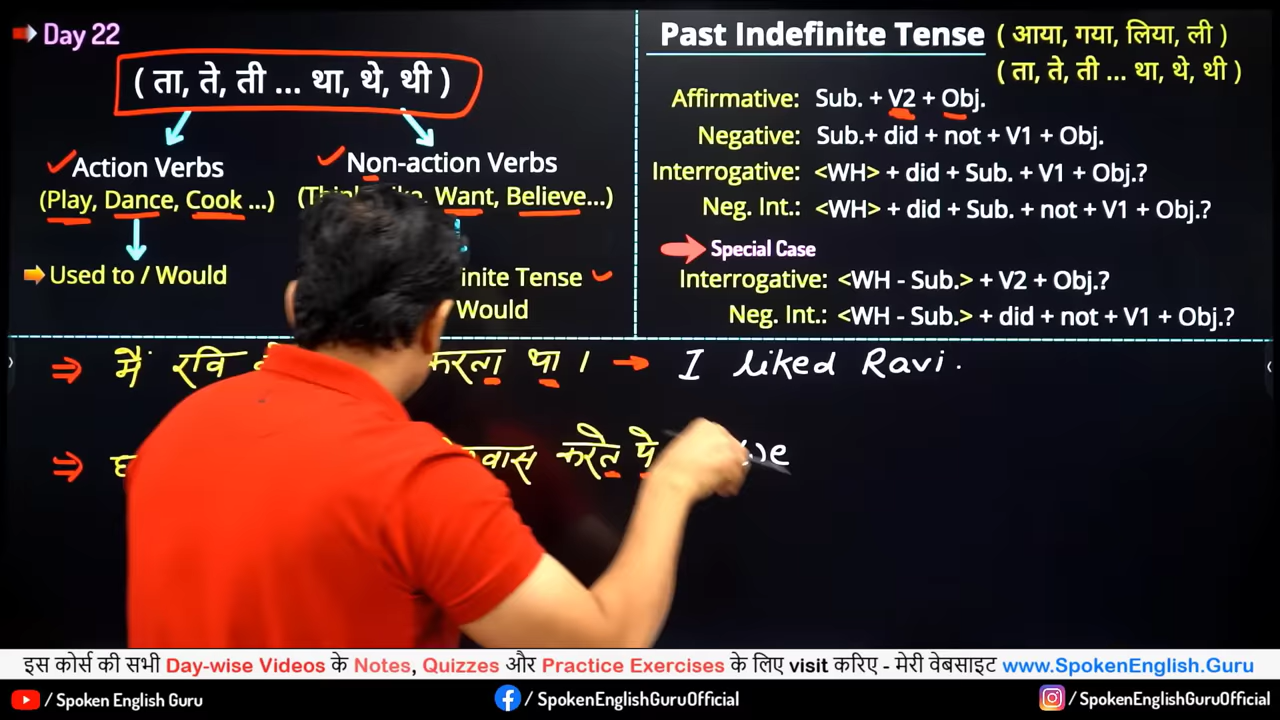 Day 22
( ता, ते, ती ... था, थे, थी )
Action Verbs
(Play, Dance, Cook ...)
Used to / Would
Non-action Verbs
Want, Believe...)
Tense
Would
Past Indefinite Tense ( आया, गया, लिया, ली )
( ता, ते, ती ... था, थे, थी )
Affirmative: Sub. + V2 + Obj.
Negative: Sub.+ did + not + V1 + Obj.
Interrogative: <WH> + did + Sub. + V1 + Obj.?
Neg. Int.: <WH> + did + Sub. + not + V1 + Obj.?
Special Case
Interrogative: <WH - Sub.> + V2 + Obj.?
Neg. Int.: <WH - Sub.> + did + not + V1 + Obj.?
⇒ मैं रवि करता था । → I liked Ravi.
⇒ करते थे
इस कोर्स की सभी Day-wise Videos के Notes, Quizzes और Practice Exercises के लिए visit करिए - मेरी वेबसाइट www.SpokenEnglish.Guru
/ Spoken English Guru
/ SpokenEnglishGuruOfficial
/ SpokenEnglishGuruOfficial